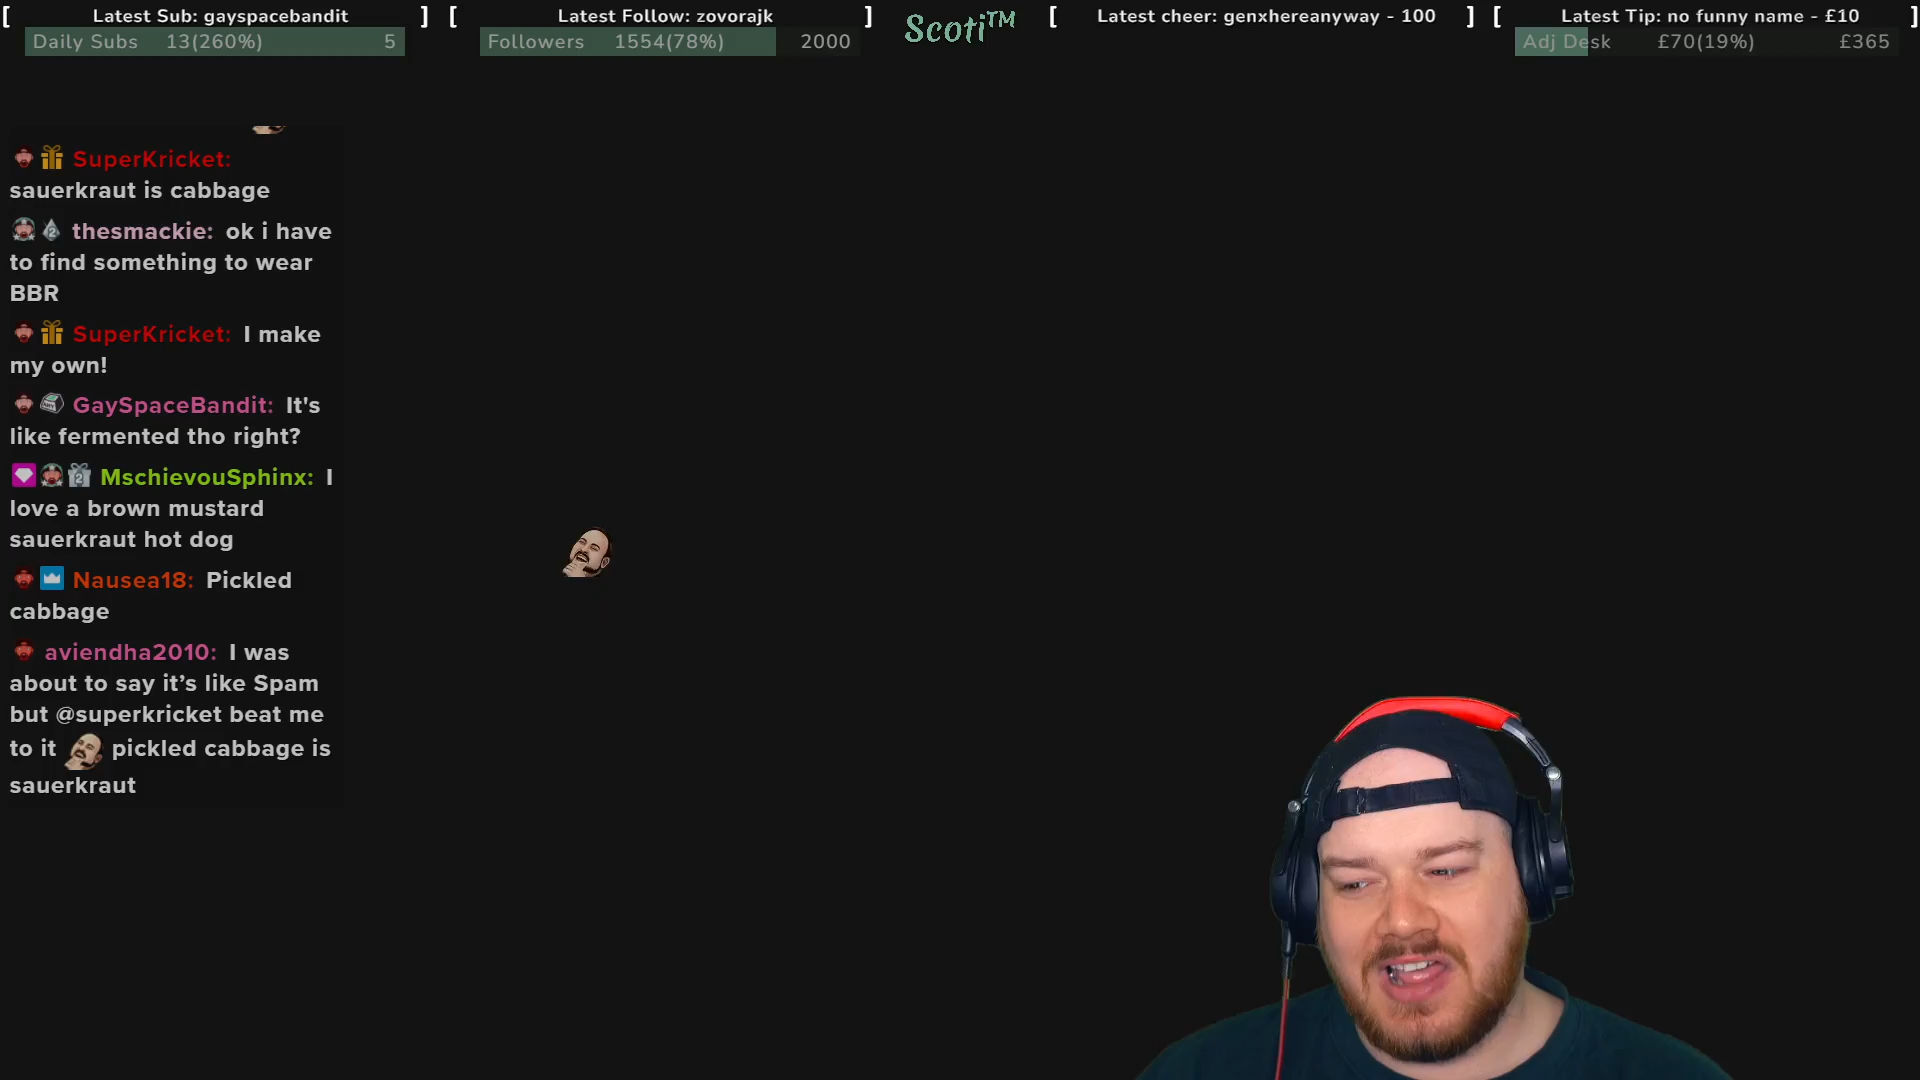 [ Latest Sub: gayspacebandit ]
Daily Subs 13(260%) 5
[ Latest Follow: zovorajk ]
Followers 1554(78%) 2000
Scoti™
[ Latest cheer: genxhereanyway - 100 ]
[ Latest Tip: no funny name - £10 ]
Adj Desk £70(19%) £365
SuperKricket:
sauerkraut is cabbage
thesmackie: ok i have
to find something to wear
BBR
SuperKricket: I make
my own!
GaySpaceBandit: It's
like fermented tho right?
MschievouSphinx: I
love a brown mustard
sauerkraut hot dog
Nausea18: Pickled
cabbage
aviendha2010: I was
about to say it’s like Spam
but @superkricket beat me
to it pickled cabbage is
sauerkraut